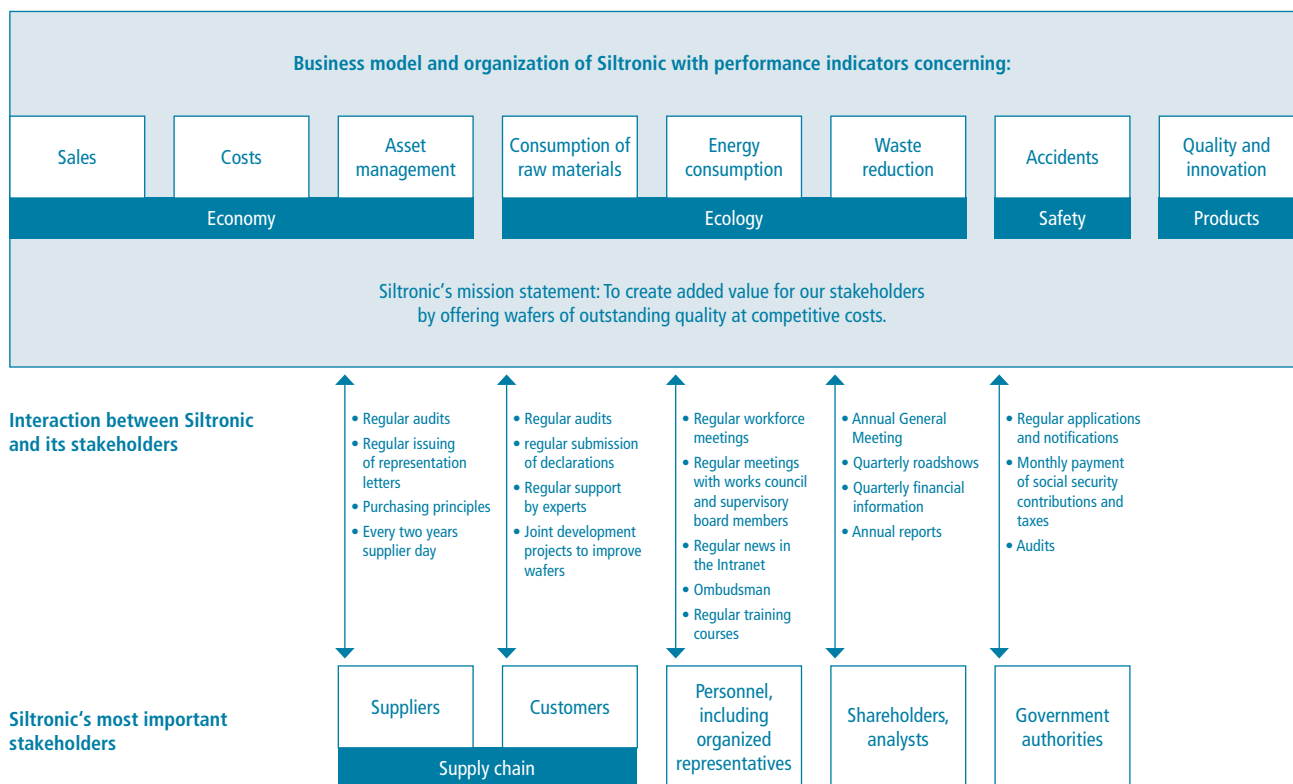 Business model and organization of Siltronic with performance indicators concerning:
Sales
Costs
Asset
management
Consumption of
raw materials
Energy
consumption
Waste
reduction
Accidents
Quality and
innovation
Economy
Ecology
Safety
Products
Siltronic's mission statement: To create added value for our stakeholders
by offering wafers of outstanding quality at competitive costs.
Interaction between Siltronic
and its stakeholders
• Regular audits
• Regular issuing
of representation
letters
• Purchasing principles
• Every two years
supplier day
• Regular audits
• regular submission
of declarations
• Regular support
by experts
• Joint development
projects to improve
wafers
• Regular workforce
meetings
• Regular meetings
with works council
and supervisory
board members
• Regular news in
the Intranet
• Ombudsman
• Regular training
courses
• Annual General
Meeting
• Quarterly roadshows
• Quarterly financial
information
• Annual reports
• Regular applications
and notifications
• Monthly payment
of social security
contributions and
taxes
• Audits
Siltronic's most important
stakeholders
Suppliers
Customers
Supply chain
Personnel,
including
organized
representatives
Shareholders,
analysts
Government
authorities